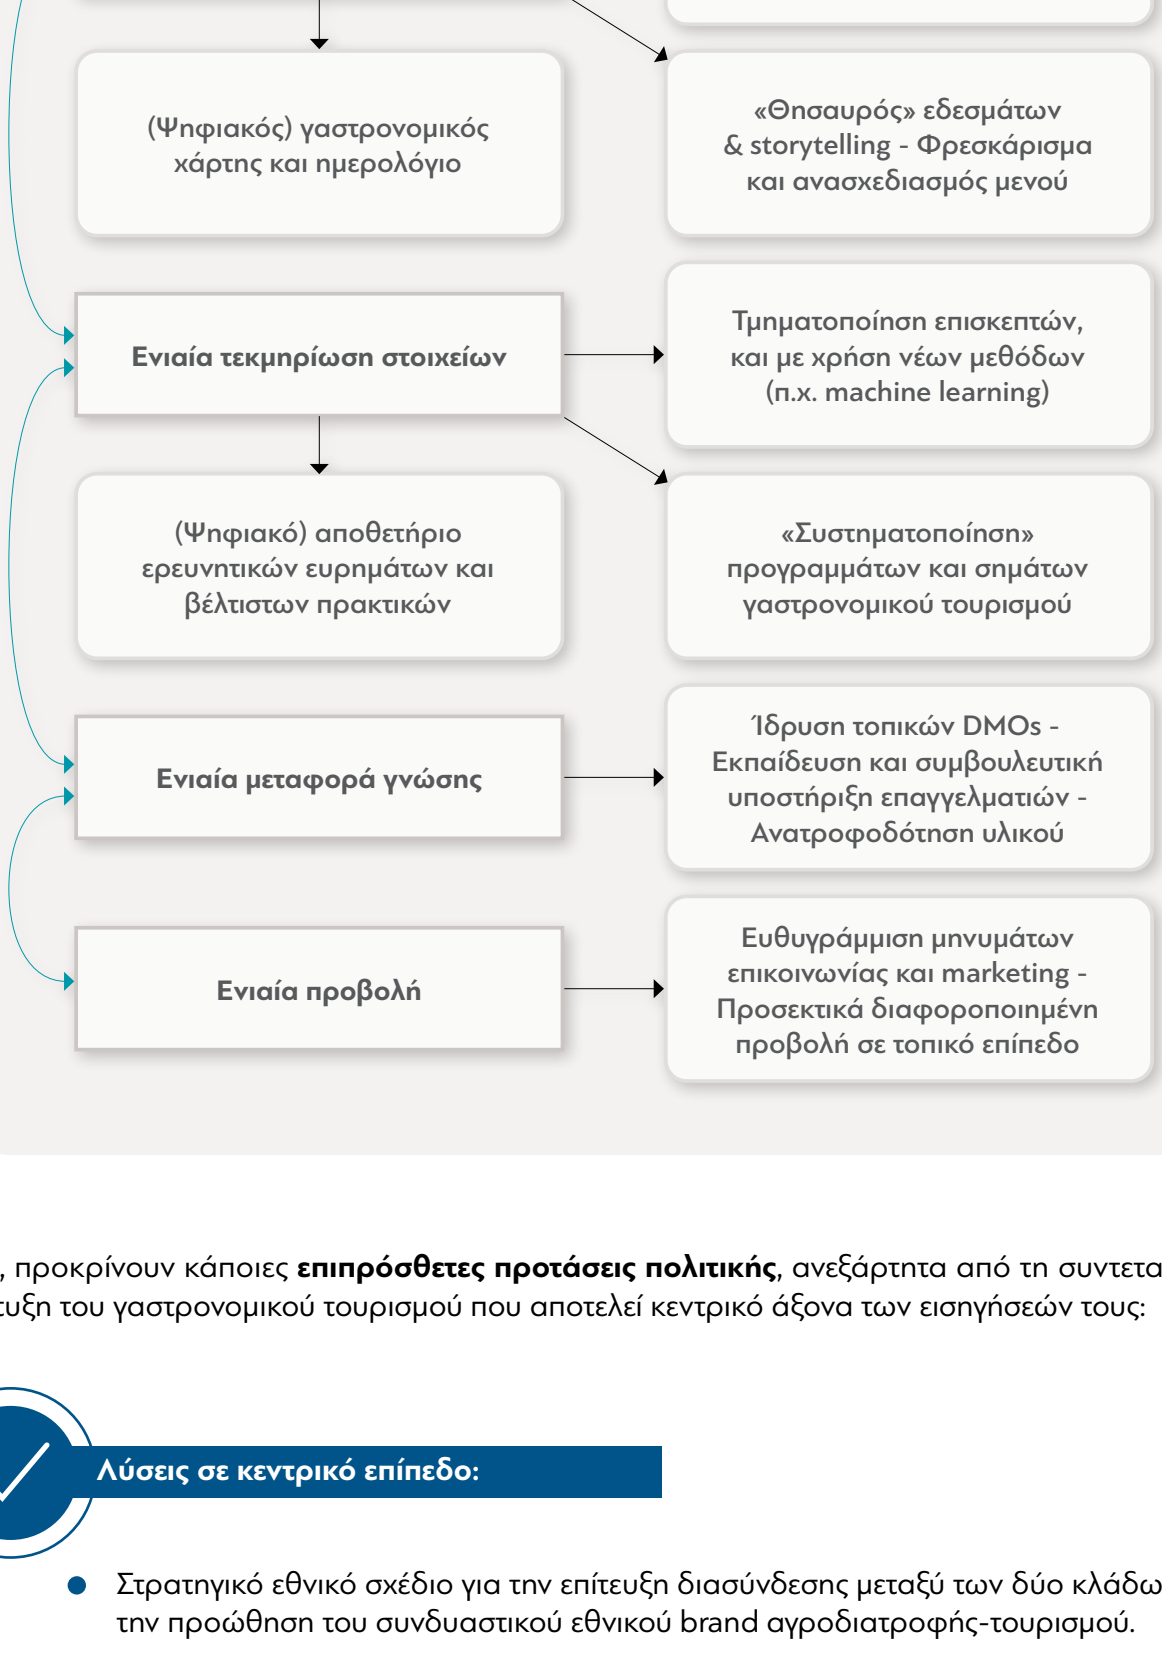 (Ψηφιακός) γαστρονομικός
χάρτης και ημερολόγιο
«Θησαυρός» εδεσμάτων
& storytelling - Φρεσκάρισμα
και ανασχεδιασμός μενού
Ενιαία τεκμηρίωση στοιχείων
Τμηματοποίηση επισκεπτών,
και με χρήση νέων μεθόδων
(π.χ. machine learning)
(Ψηφιακό) αποθετήριο
ερευνητικών ευρημάτων και
βέλτιστων πρακτικών
«Συστηματοποίηση»
προγραμμάτων και σημάτων
γαστρονομικού τουρισμού
Ενιαία μεταφορά γνώσης
Ίδρυση τοπικών DMOs -
Εκπαίδευση και συμβουλευτική
υποστήριξη επαγγελματιών -
Ανατροφοδότηση υλικού
Ενιαία προβολή
Ευθυγράμμιση μηνυμάτων
επικοινωνίας και marketing -
Προσεκτικά διαφοροποιημένη
προβολή σε τοπικό επίπεδο
, προκρίνουν κάποιες επιπρόσθετες προτάσεις πολιτικής, ανεξάρτητα από τη συντετα
τυξη του γαστρονομικού τουρισμού που αποτελεί κεντρικό άξονα των εισηγήσεών τους:
Λύσεις σε κεντρικό επίπεδο:
Στρατηγικό εθνικό σχέδιο για την επίτευξη διασύνδεσης μεταξύ των δύο κλάδω
την προώθηση του συνδυαστικού εθνικού brand αγροδιατροφής-τουρισμού.